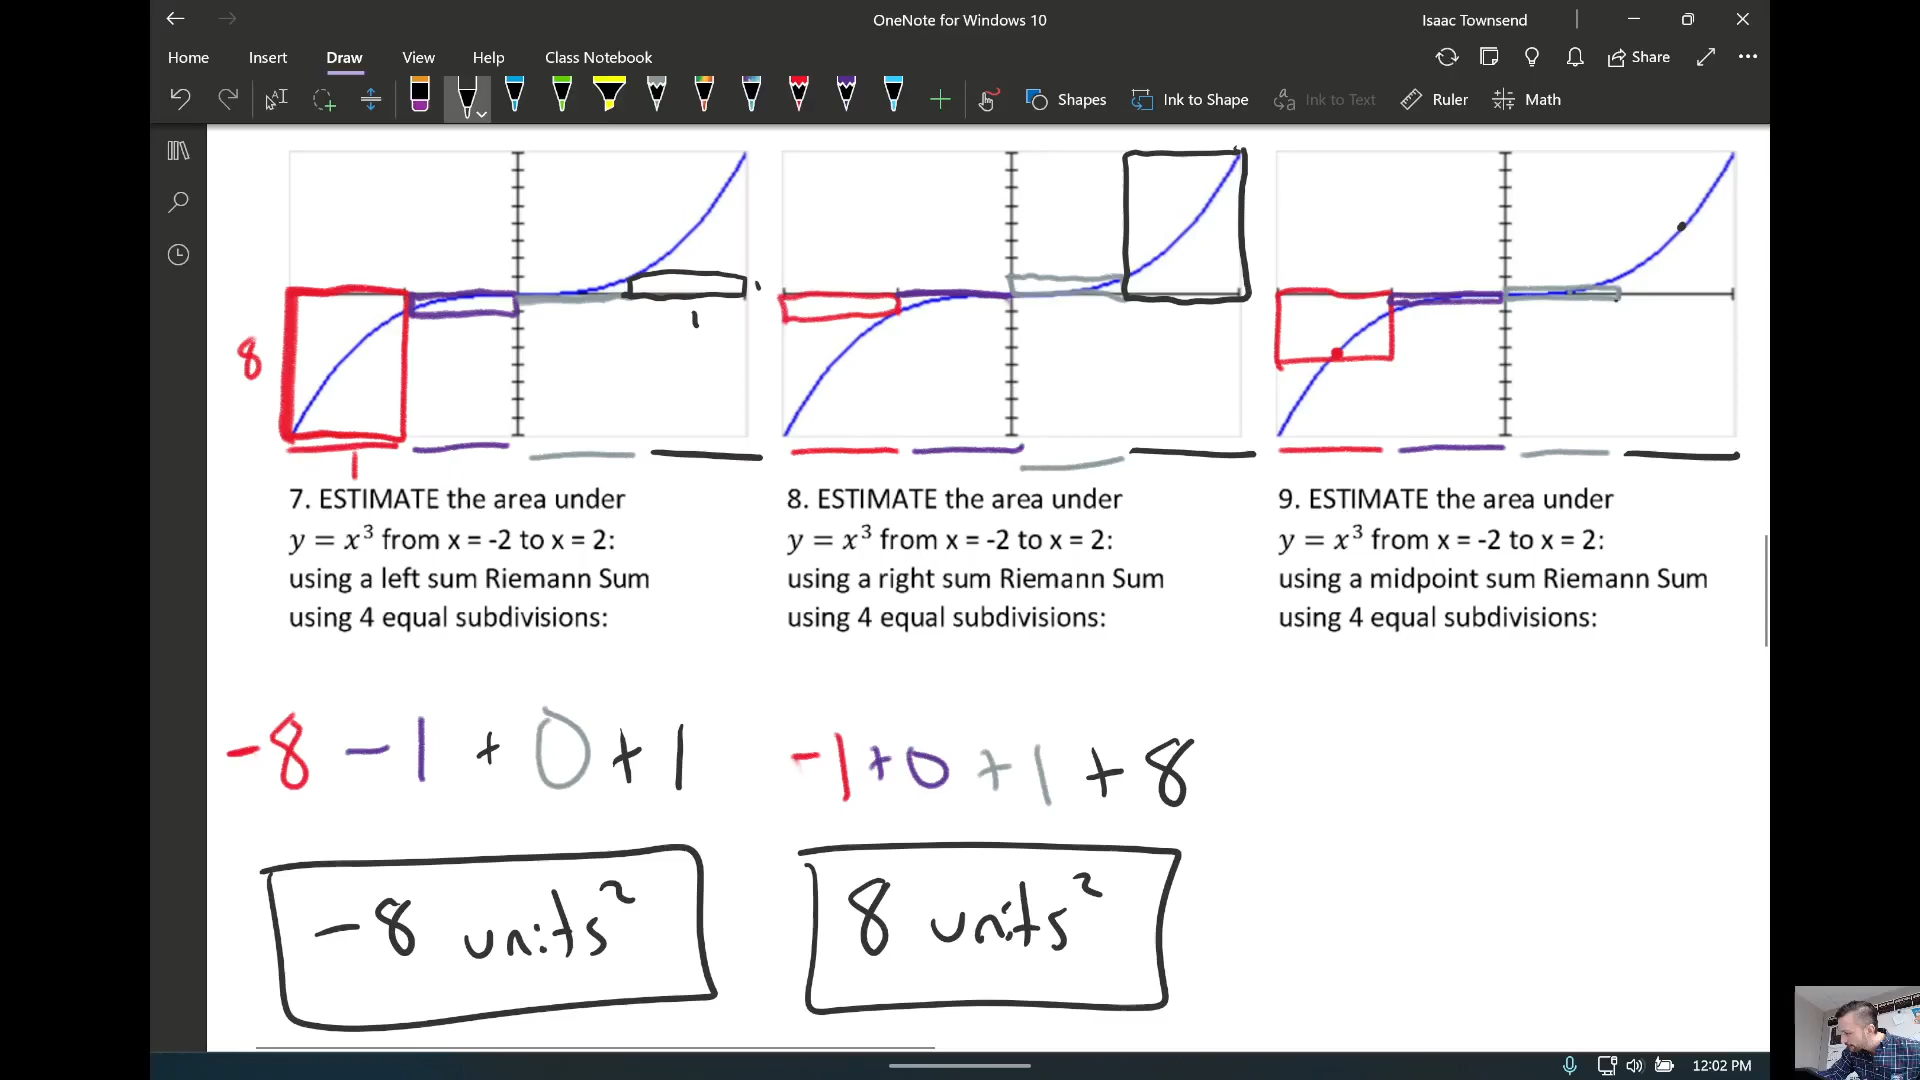 OneNote for Windows 10
Isaac Townsend
Home Insert Draw View Help Class Notebook
Share
Shapes Ink to Shape Ink to Text Ruler Math
8
1
1
7. ESTIMATE the area under
y = x³ from x = -2 to x = 2:
using a left sum Riemann Sum
using 4 equal subdivisions:
8. ESTIMATE the area under
y = x³ from x = -2 to x = 2:
using a right sum Riemann Sum
using 4 equal subdivisions:
9. ESTIMATE the area under
y = x³ from x = -2 to x = 2:
using a midpoint sum Riemann Sum
using 4 equal subdivisions:
-8 -1 + 0 + 1
-1 + 0 + 1 + 8
-8 units²
8 units²
12:02 PM